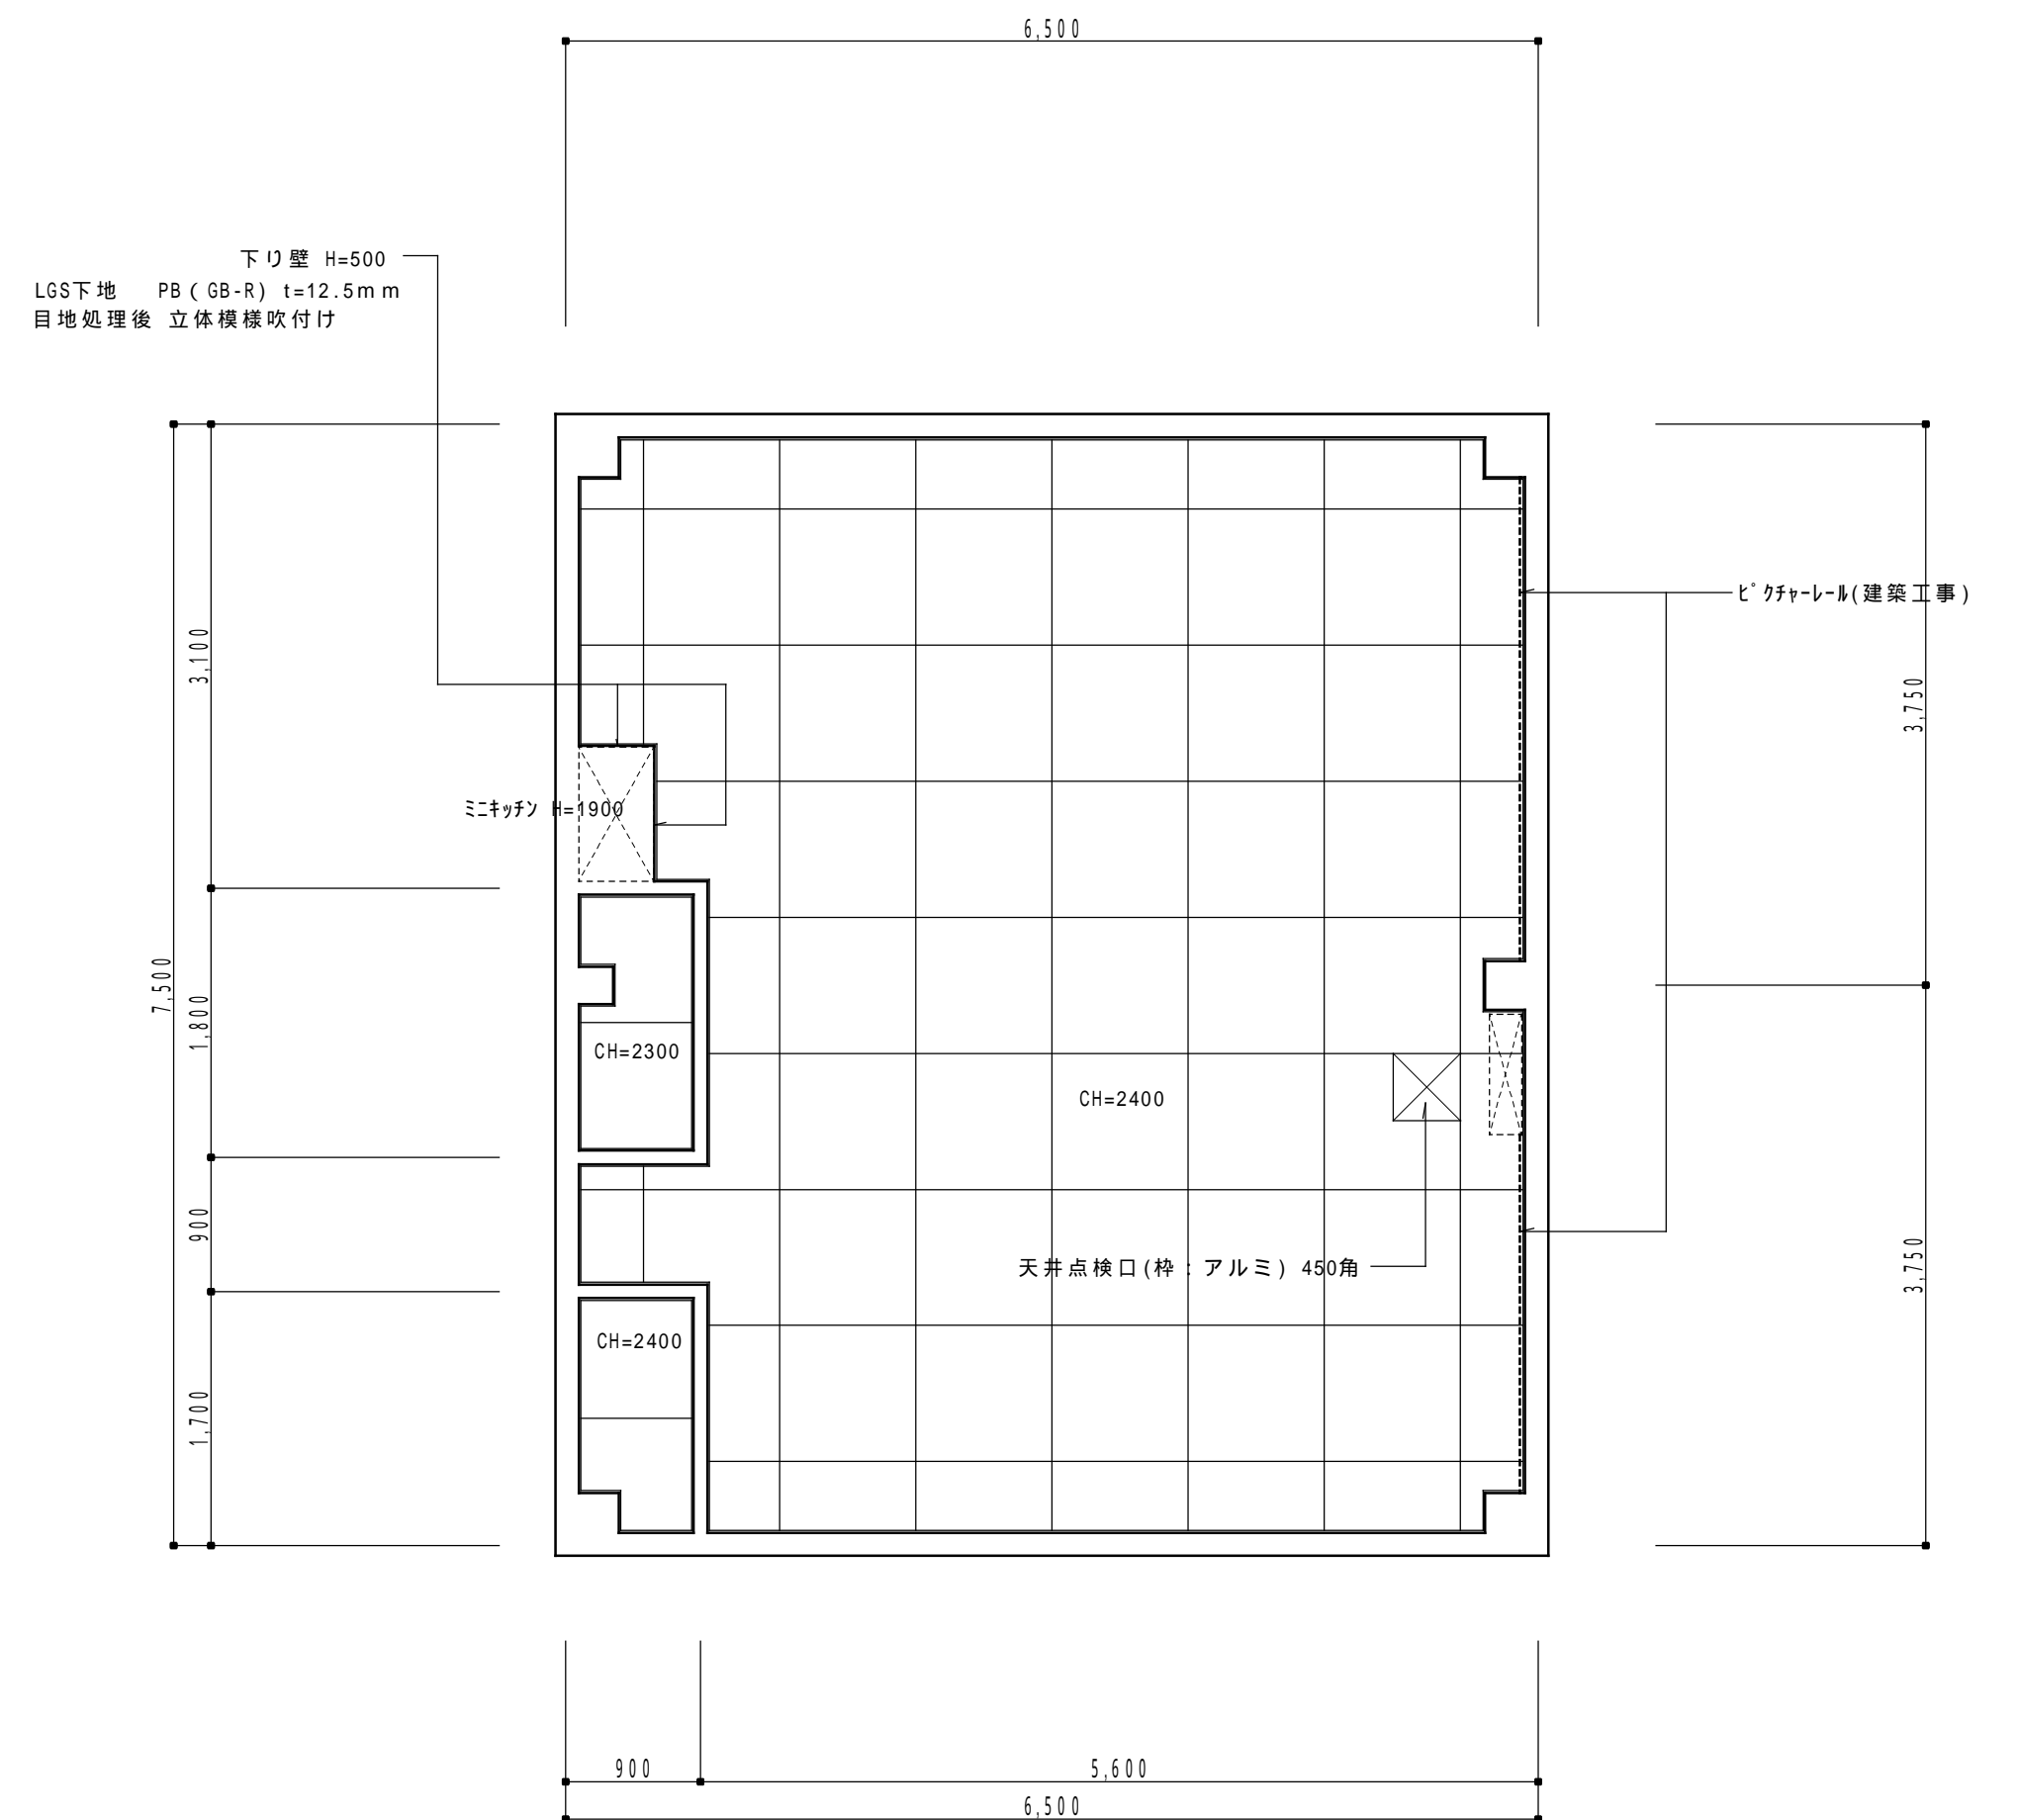 6,500
下り壁 H=500
LGS下地 PB(GB-R) t=12.5mm
目地処理後 立体模様吹付け
ﾋﾟｸﾁｬｰﾚｰﾙ(建築工事)
3,100
3,750
ﾐﾆｷｯﾁﾝ H=1900
7,500
1,800
CH=2300
CH=2400
900
天井点検口(枠：アルミ) 450角
3,750
CH=2400
1,700
900
5,600
6,500